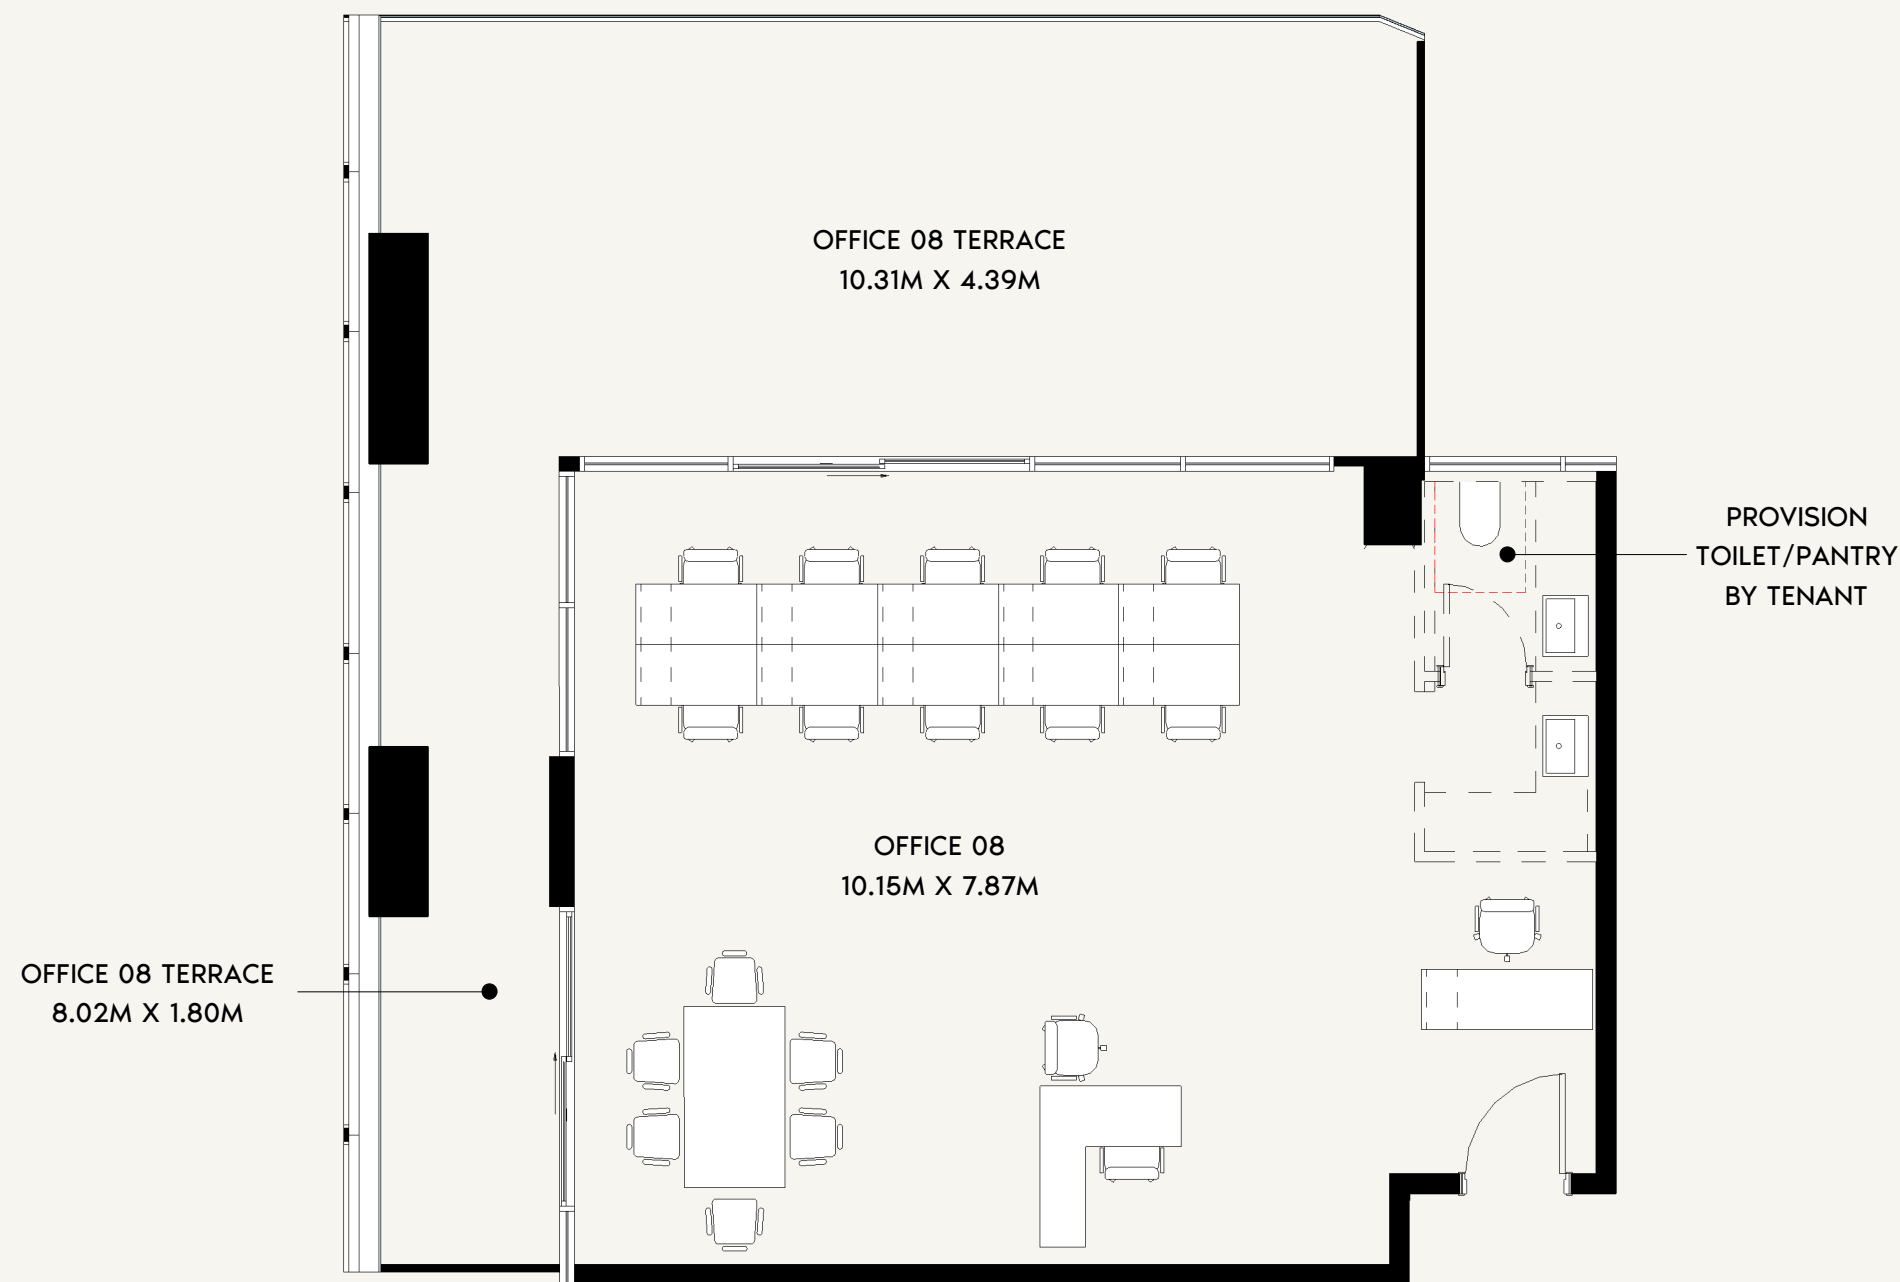 OFFICE 08 TERRACE
10.31M X 4.39M
PROVISION
TOILET/PANTRY
BY TENANT
OFFICE 08
10.15M X 7.87M
OFFICE 08 TERRACE
8.02M X 1.80M